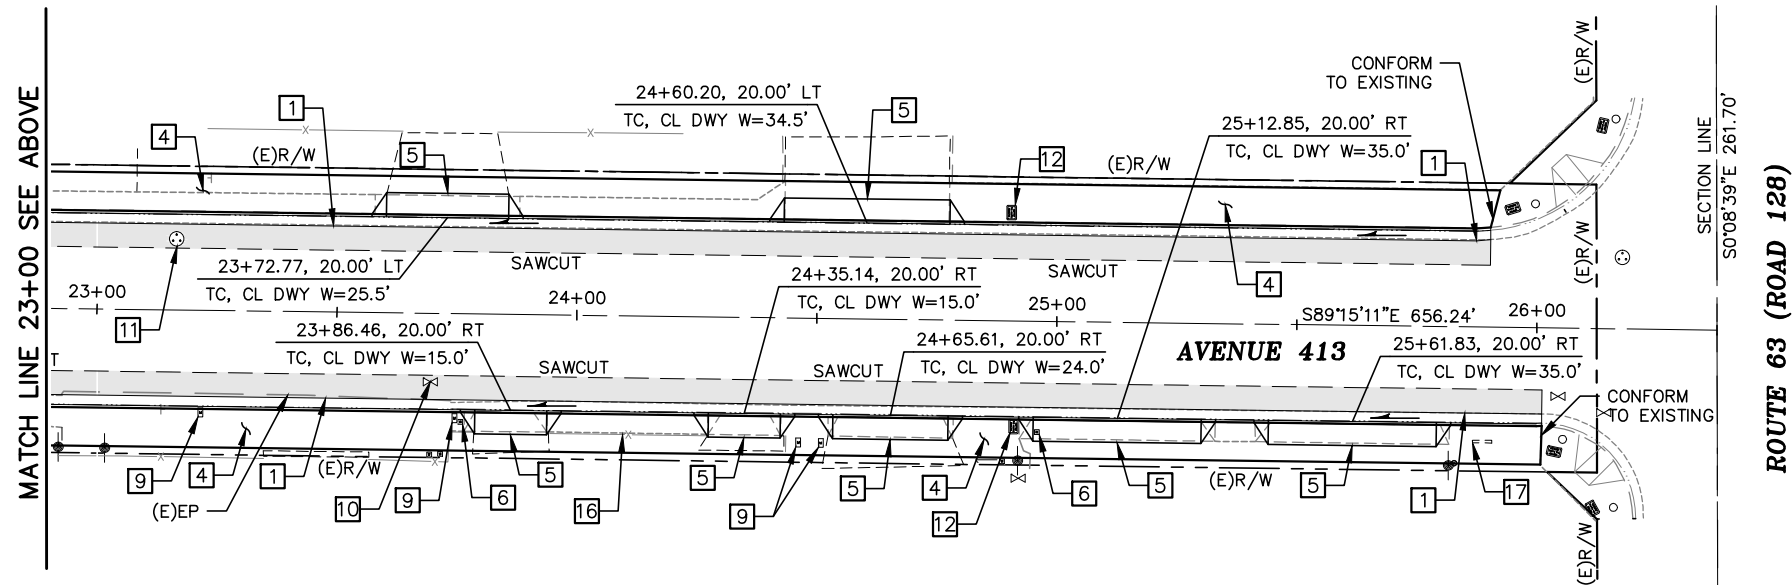 MATCH LINE 23+00 SEE ABOVE
4
1
(E)R/W
5
24+60.20, 20.00' LT
TC, CL DWY W=34.5'
5
12
(E)R/W
25+12.85, 20.00' RT
TC, CL DWY W=35.0'
CONFORM
TO EXISTING
1
(E)R/W
SECTION LINE
S0°08'39"E 261.70'
ROUTE 63 (ROAD 128)
23+72.77, 20.00' LT
TC, CL DWY W=25.5'
SAWCUT
24+35.14, 20.00' RT
TC, CL DWY W=15.0'
SAWCUT
4
(E)R/W
23+00
11
24+00
25+00
S89°15'11"E 656.24'
26+00
23+86.46, 20.00' RT
TC, CL DWY W=15.0'
24+65.61, 20.00' RT
TC, CL DWY W=24.0'
AVENUE 413
25+61.83, 20.00' RT
TC, CL DWY W=35.0'
T
SAWCUT
SAWCUT
CONFORM
TO EXISTING
9
4
1
(E)R/W
(E)EP
10
9
6
5
16
5
9
5
4
12
6
5
(E)R/W
5
1
17
(E)R/W